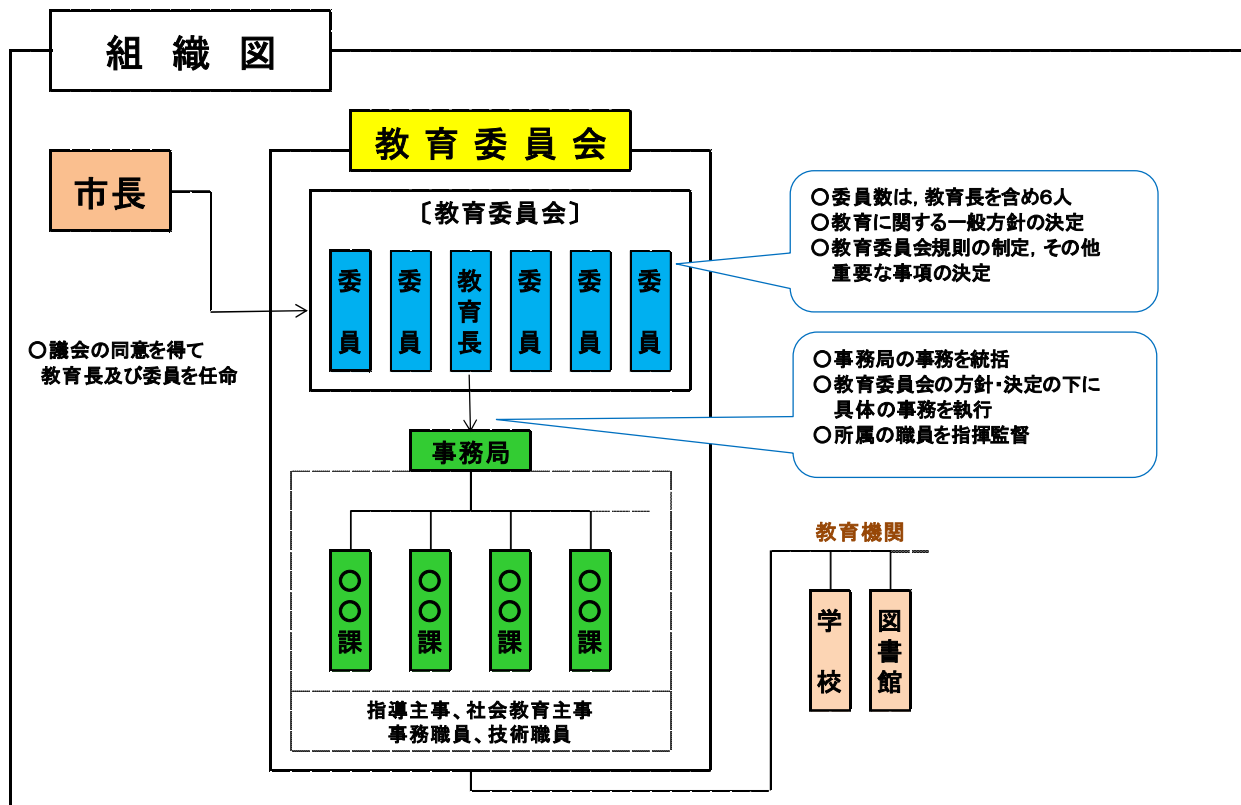 組織図
教育委員会
市長
〔教育委員会〕
委員
委員
教育長
委員
委員
委員
○委員数は，教育長を含め6人
○教育に関する一般方針の決定
○教育委員会規則の制定，その他
重要な事項の決定
○議会の同意を得て
教育長及び委員を任命
○事務局の事務を統括
○教育委員会の方針・決定の下に
具体の事務を執行
○所属の職員を指揮監督
事務局
○○課
○○課
○○課
○○課
指導主事、社会教育主事
事務職員、技術職員
教育機関
学校
図書館